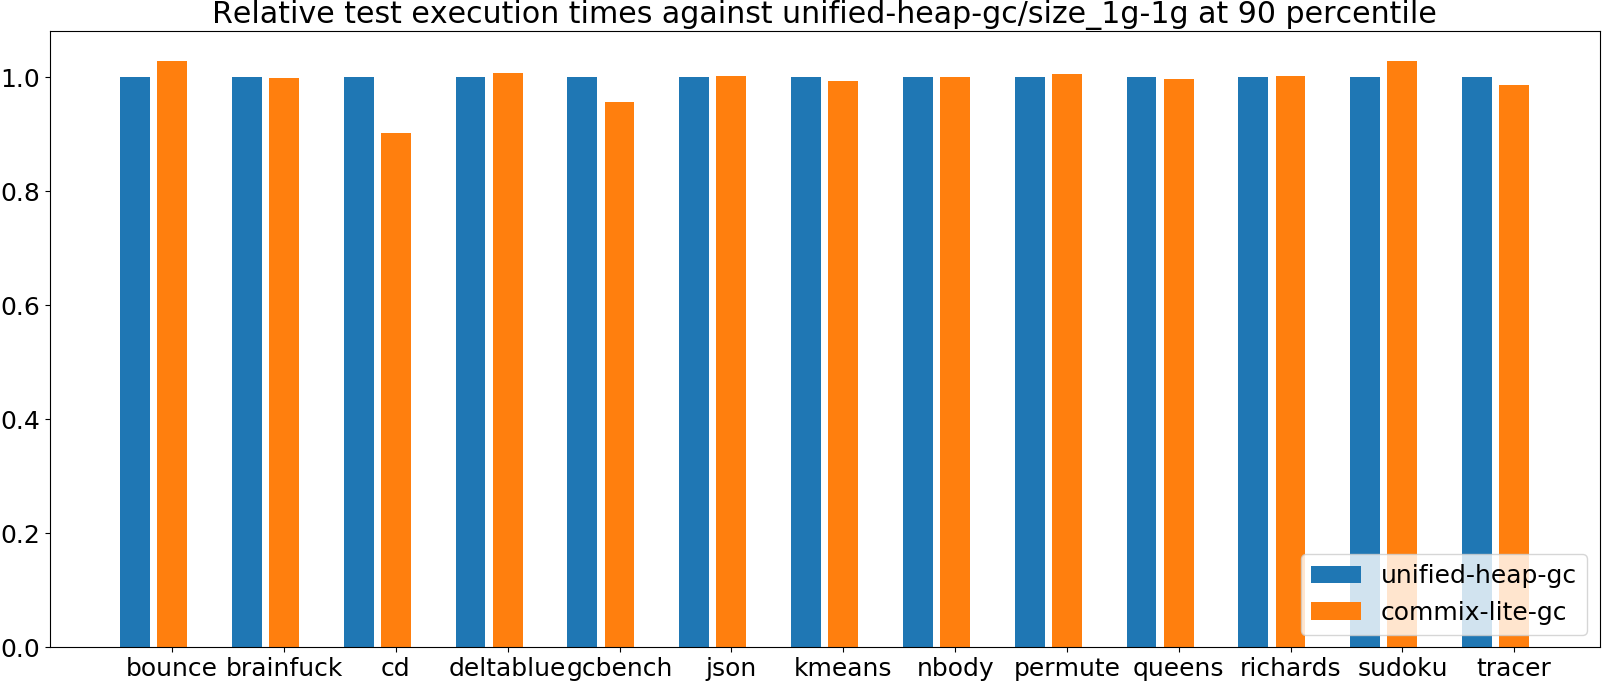 Relative test execution times against unified-heap-gc/size_1g-1g at 90 percentile
1.0
0.8
0.6
0.4
0.2
0.0
unified-heap-gc
commix-lite-gc
bounce brainfuck cd deltablue gcbench json kmeans nbody permute queens richards sudoku tracer